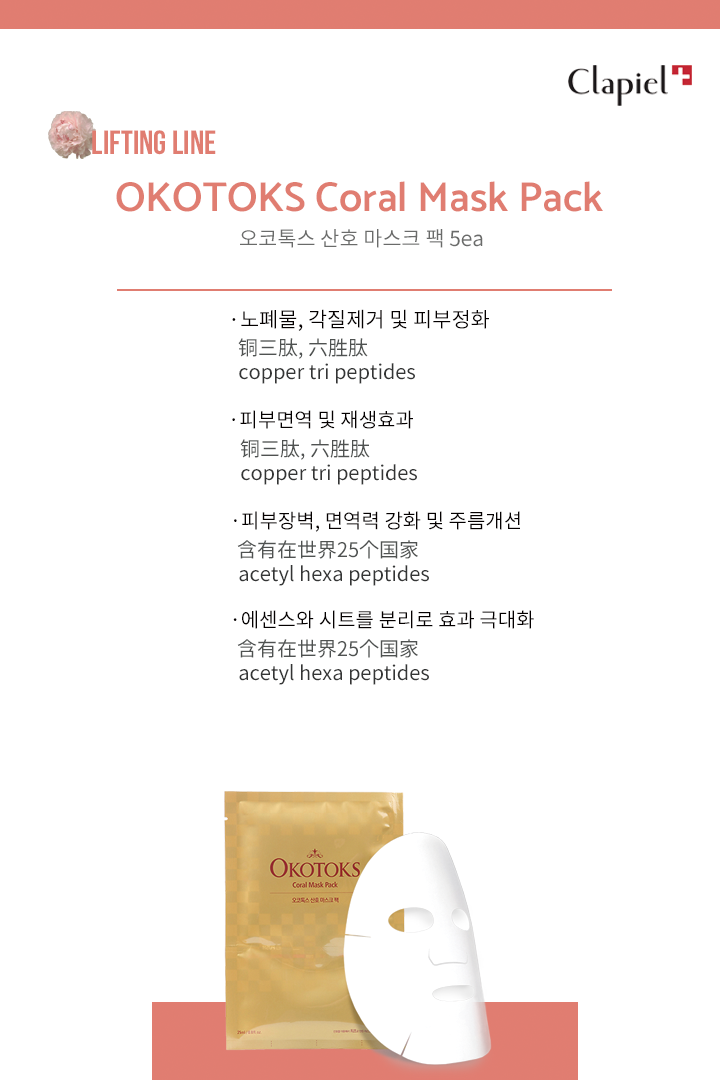 Clapiel
LIFTING LINE
OKOTOKS Coral Mask Pack
오코톡스 산호 마스크 팩 5ea
· 노폐물, 각질제거 및 피부정화
铜三肽, 六胜肽
copper tri peptides
· 피부면역 및 재생효과
铜三肽, 六胜肽
copper tri peptides
· 피부장벽, 면역력 강화 및 주름개션
含有在世界25个国家
acetyl hexa peptides
· 에센스와 시트를 분리로 효과 극대화
含有在世界25个国家
acetyl hexa peptides
OKOTOKS
Coral Mask Pack
오코톡스 산호 마스크 팩